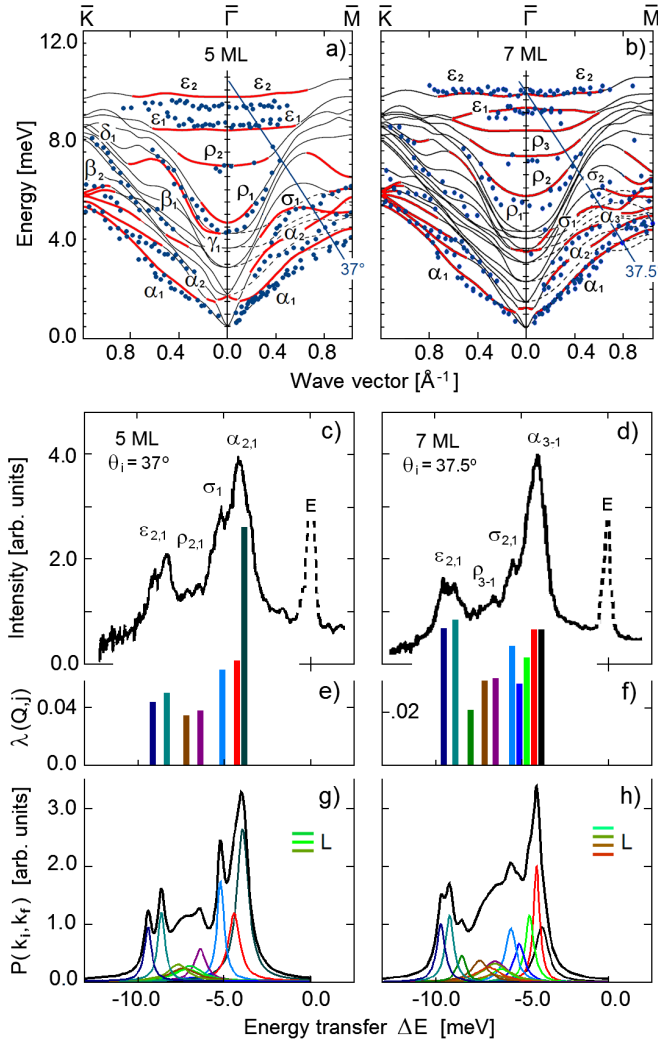 K̅ Γ̅ M̅ K̅ Γ̅ M̅
12.0 5 ML a) 7 ML b)
ε₂ ε₂ ε₂ ε₂
ε₁ ε₁ ε₁
δ₁ ρ₂ ρ₃
β₂ β₁ ρ₁ σ₁ ρ₂ σ₂
γ₁ α₂ ρ₁ σ₁ α₃
α₂ 37° α₂ 37.5
α₁ α₁ α₁ α₁
Energy [meV]
8.0
4.0
0.0
0.8 0.4 0.0 0.4 0.8 0.8 0.4 0.0 0.4 0.8
Wave vector [Å⁻¹]
4.0 5 ML c) 7 ML d)
θᵢ = 37° θᵢ = 37.5º
α₂,₁ α₃₋₁
σ₁ E σ₂,₁ E
ε₂,₁ ρ₂,₁ ε₂,₁ ρ₃₋₁
Intensity [arb. units]
2.0
0.0
e) f)
λ(Q,j)
0.04 .02
0.0
g) h)
P(kᵢ,k_f) [arb. units]
3.0
L L
2.0
1.0
0.0
-10.0 -5.0 0.0 -10.0 -5.0 0.0
Energy transfer ΔE [meV]